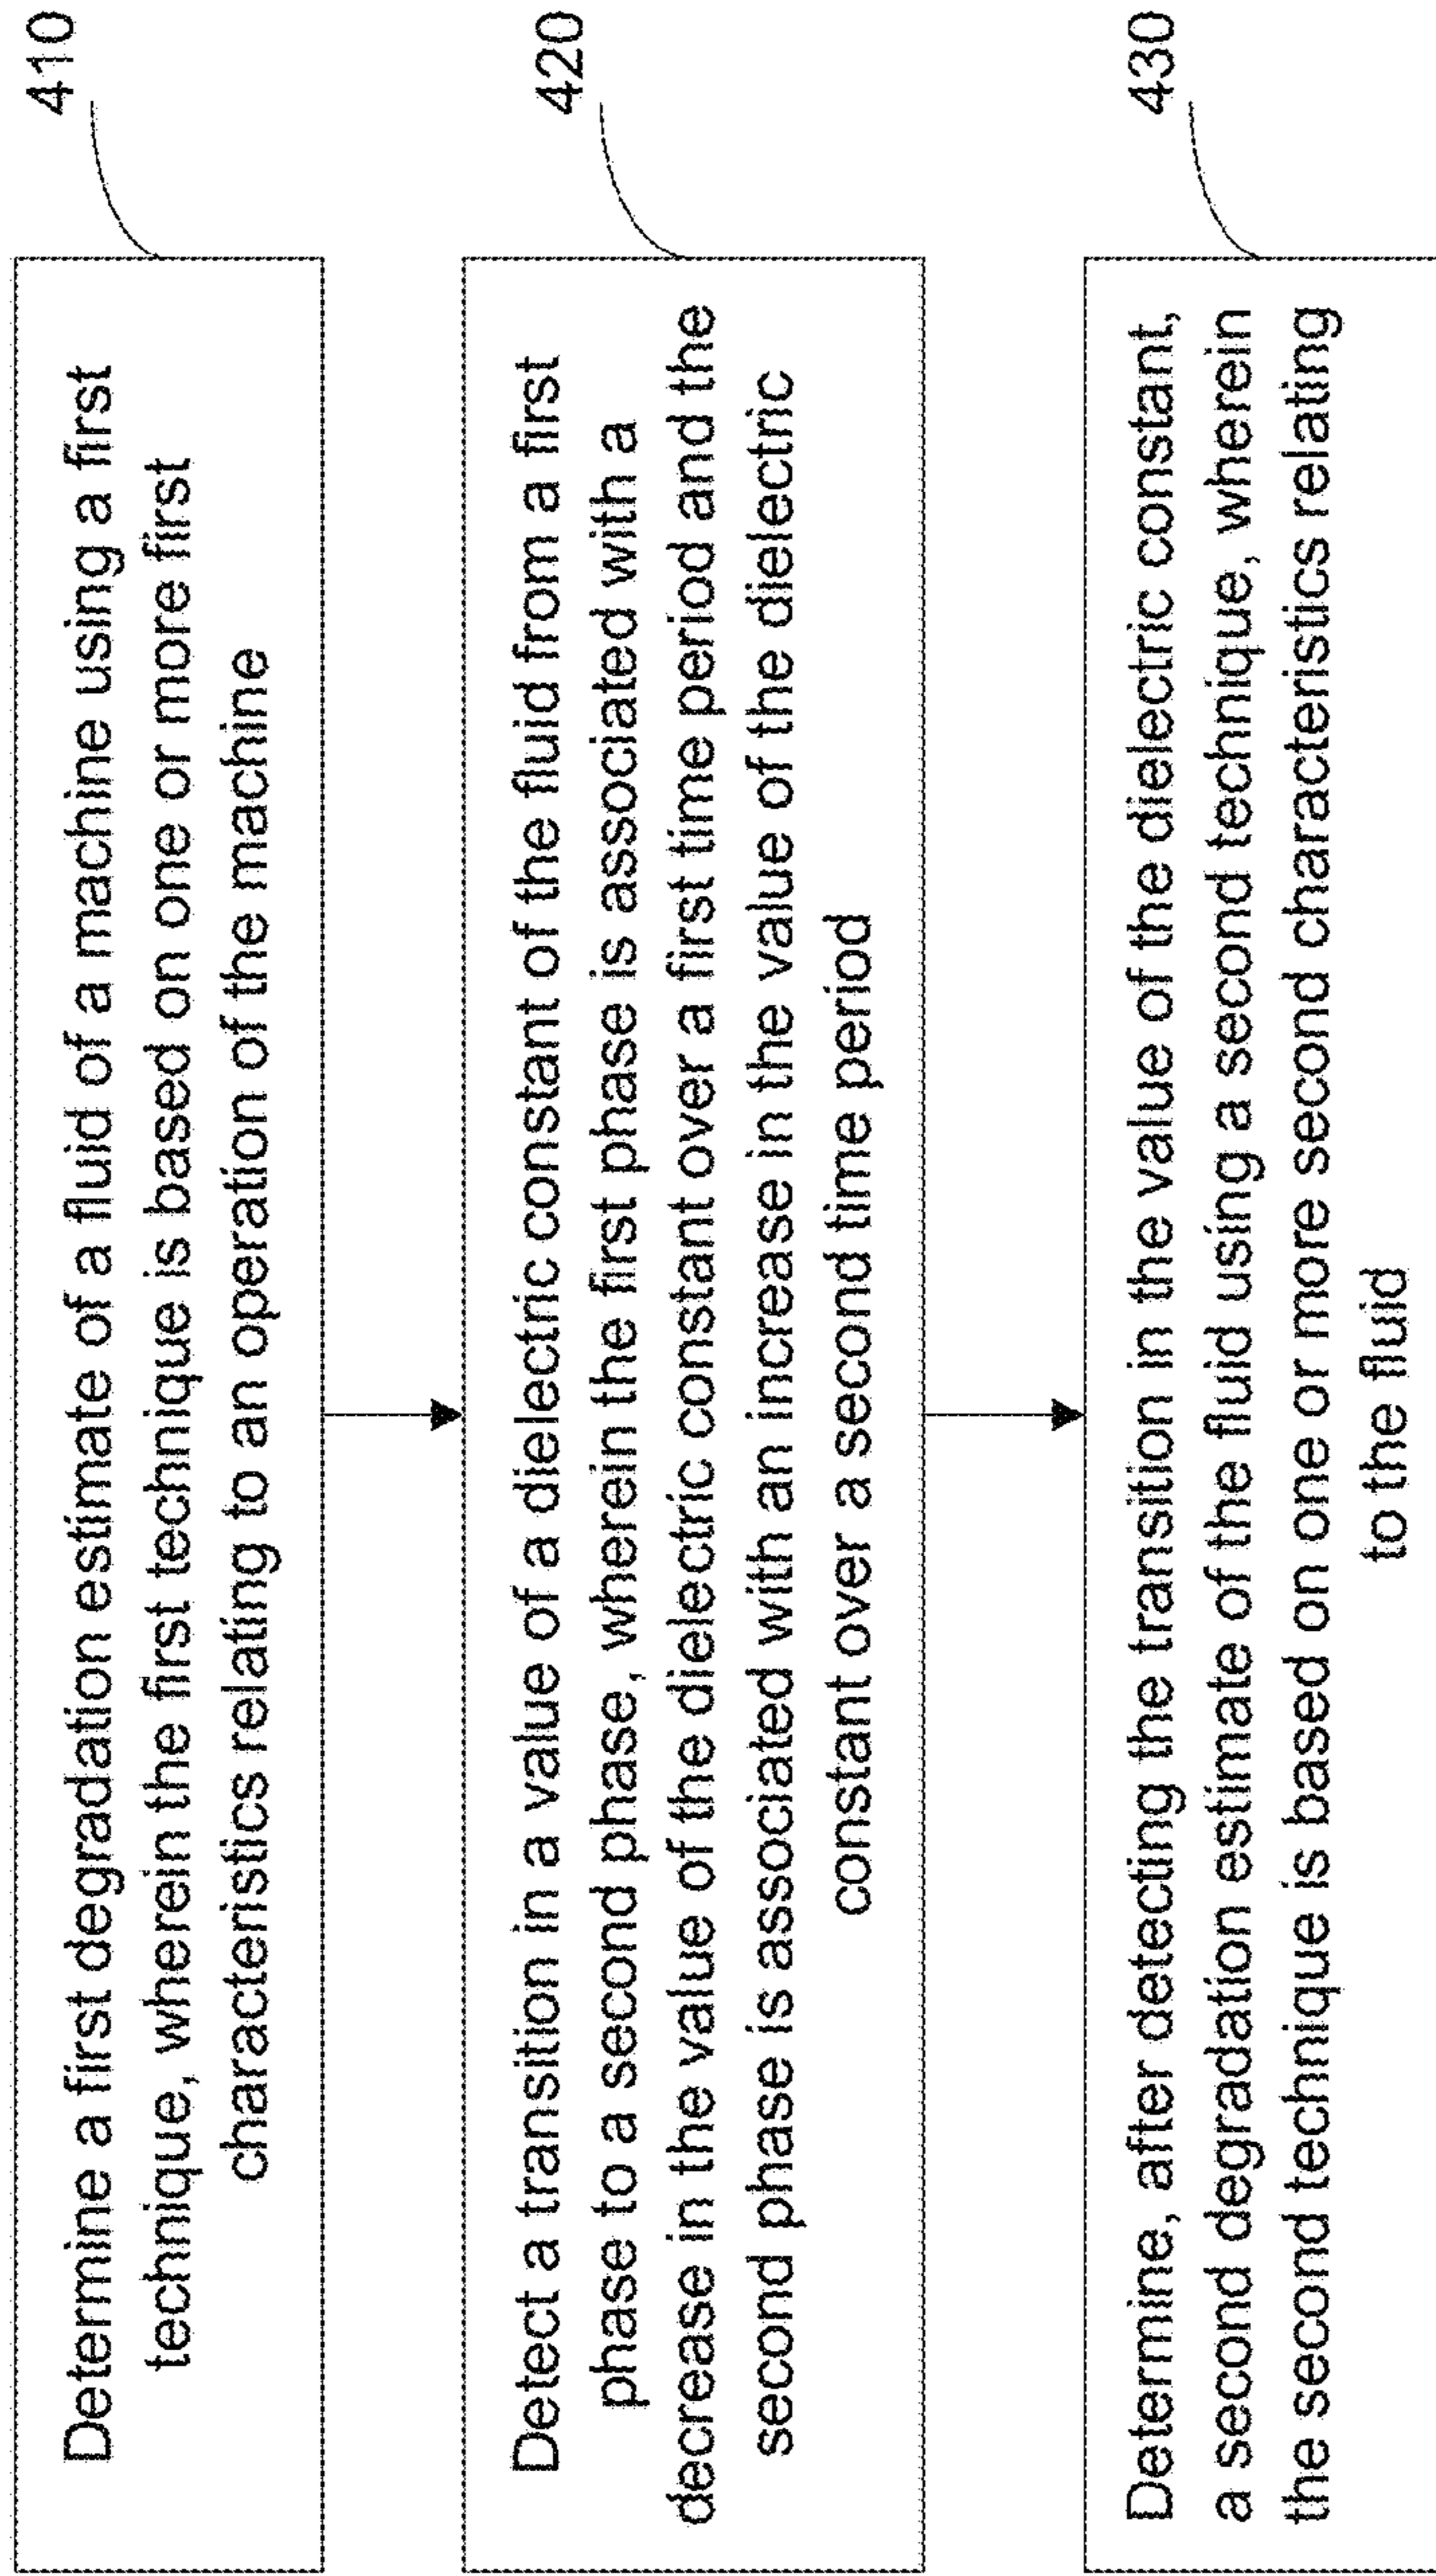 410
Determine a first degradation estimate of a fluid of a machine using a first
technique, wherein the first technique is based on one or more first
characteristics relating to an operation of the machine
420
Detect a transition in a value of a dielectric constant of the fluid from a first
phase to a second phase, wherein the first phase is associated with a
decrease in the value of the dielectric constant over a first time period and the
second phase is associated with an increase in the value of the dielectric
constant over a second time period
430
Determine, after detecting the transition in the value of the dielectric constant,
a second degradation estimate of the fluid using a second technique, wherein
the second technique is based on one or more second characteristics relating
to the fluid